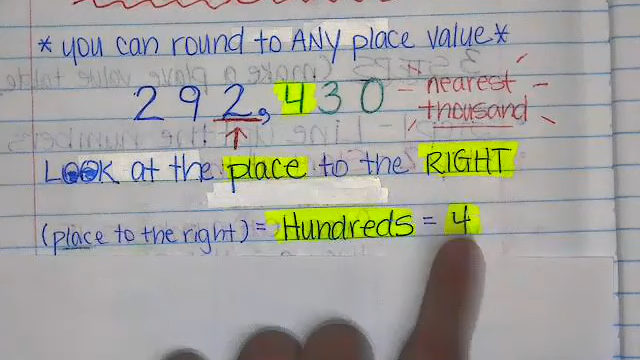 *you can round to ANY place value*
292,430 - nearest -
thousand
LOOK at the place to the RIGHT
(place to the right) = Hundreds = 4